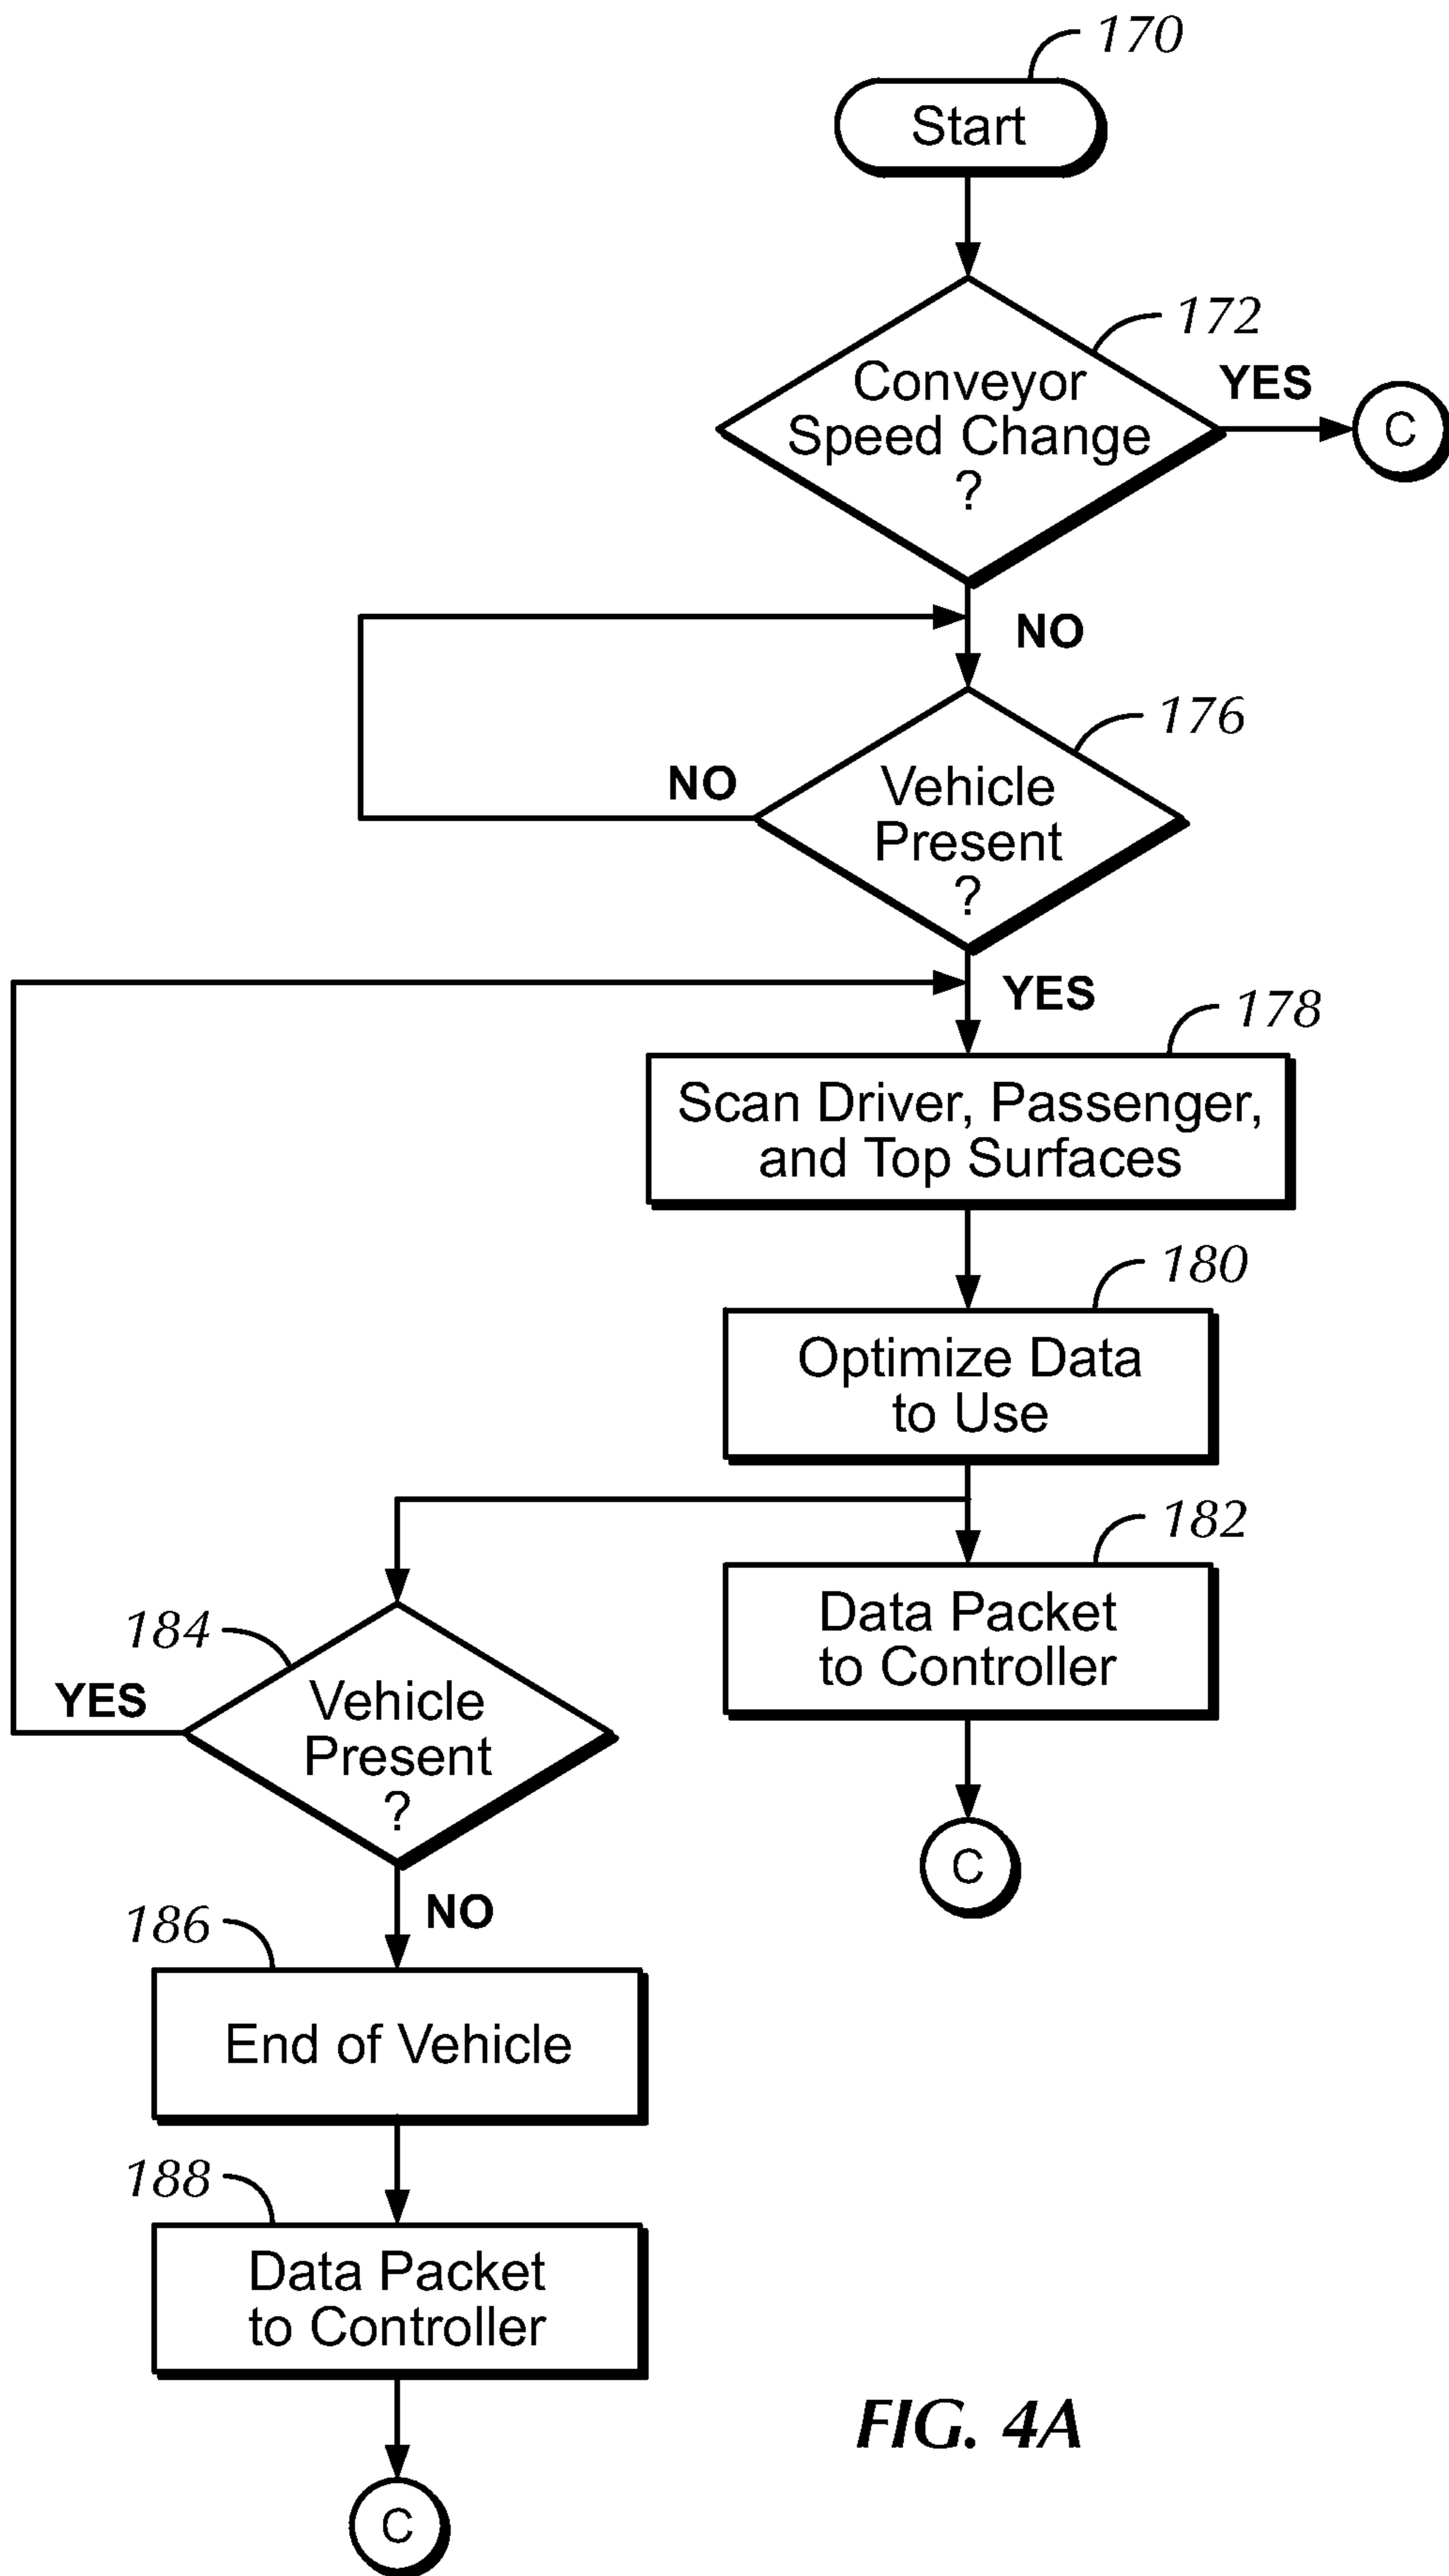 170
Start
172
Conveyor
Speed Change
?
YES
C
NO
176
Vehicle
Present
?
NO
YES
178
Scan Driver, Passenger,
and Top Surfaces
180
Optimize Data
to Use
182
Data Packet
to Controller
C
184
Vehicle
Present
?
YES
NO
186
End of Vehicle
188
Data Packet
to Controller
C
FIG. 4A